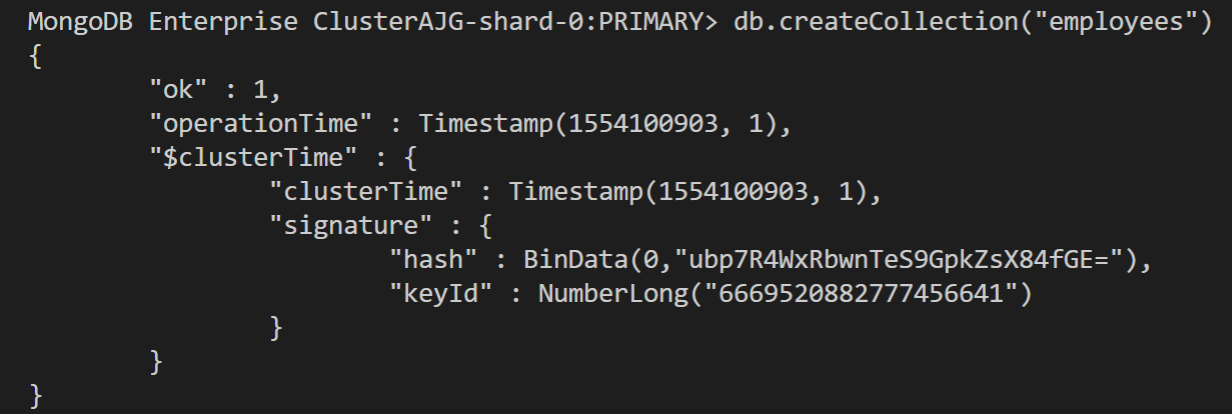 MongoDB Enterprise ClusterAJG-shard-0:PRIMARY> db.createCollection("employees")
{
        "ok" : 1,
        "operationTime" : Timestamp(1554100903, 1),
        "$clusterTime" : {
                "clusterTime" : Timestamp(1554100903, 1),
                "signature" : {
                        "hash" : BinData(0,"ubp7R4WxRbwnTeS9GpkZsX84fGE="),
                        "keyId" : NumberLong("6669520882777456641")
                }
        }
}